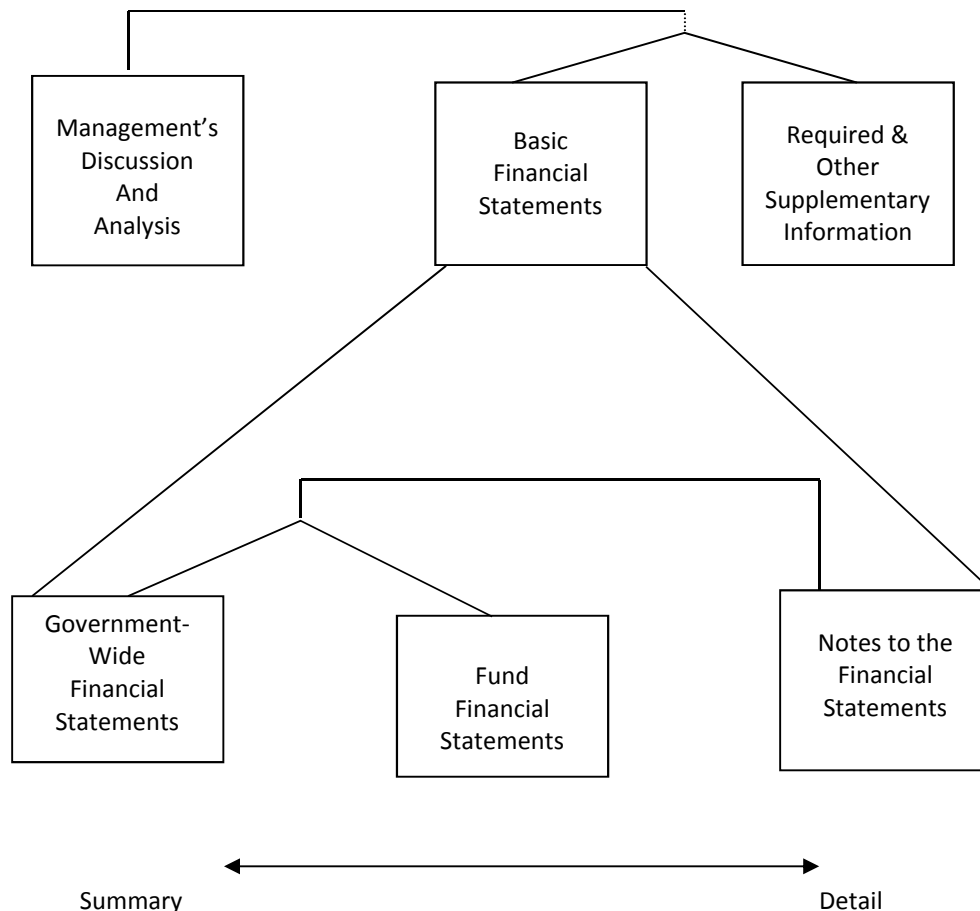 Management’s
Discussion
And
Analysis
Basic
Financial
Statements
Required &
Other
Supplementary
Information
Government-
Wide
Financial
Statements
Fund
Financial
Statements
Notes to the
Financial
Statements
Summary
Detail